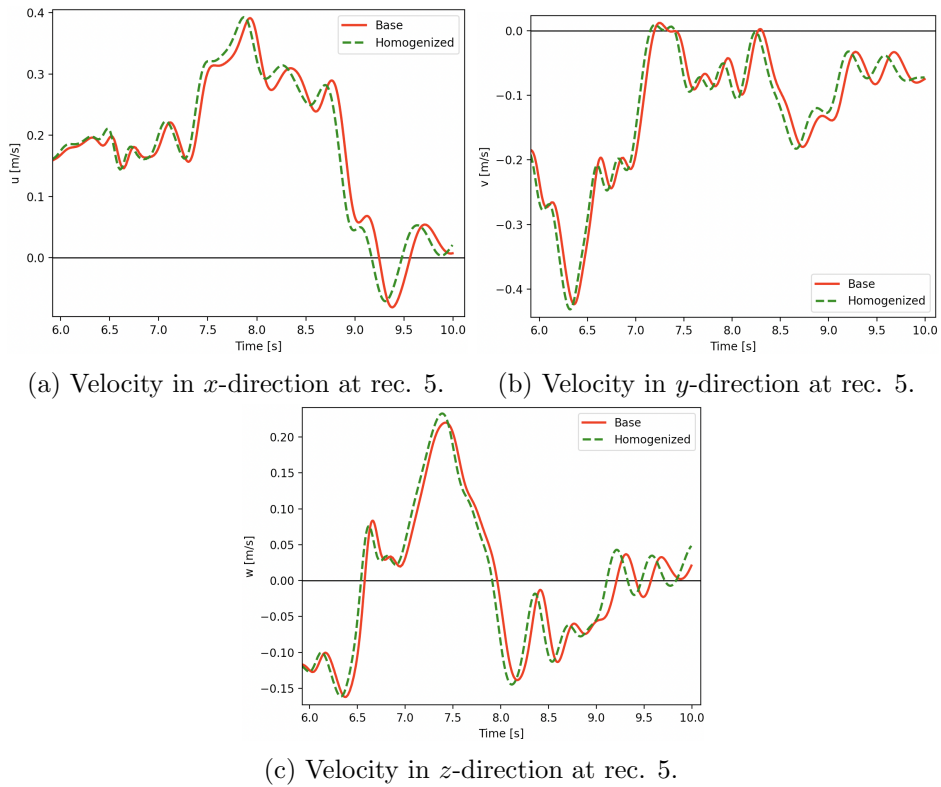 0.4
0.3
0.2
0.1
0.0
u [m/s]
Base
Homogenized
6.0 6.5 7.0 7.5 8.0 8.5 9.0 9.5 10.0
Time [s]
(a) Velocity in x-direction at rec. 5.
0.0
−0.1
−0.2
−0.3
−0.4
v [m/s]
Base
Homogenized
6.0 6.5 7.0 7.5 8.0 8.5 9.0 9.5 10.0
Time [s]
(b) Velocity in y-direction at rec. 5.
0.20
0.15
0.10
0.05
0.00
−0.05
−0.10
−0.15
w [m/s]
Base
Homogenized
6.0 6.5 7.0 7.5 8.0 8.5 9.0 9.5 10.0
Time [s]
(c) Velocity in z-direction at rec. 5.